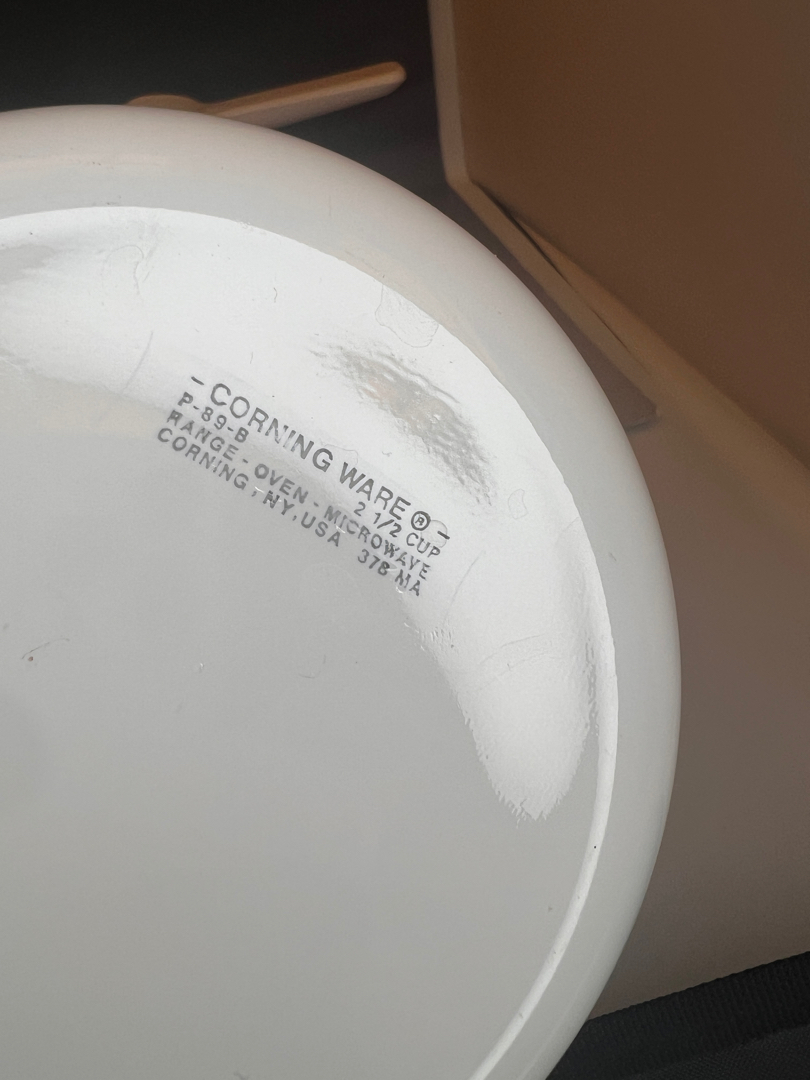 - CORNING WARE® -
P-89-B 2 1/2 CUP
RANGE - OVEN - MICROWAVE
CORNING, NY, USA 378 MA